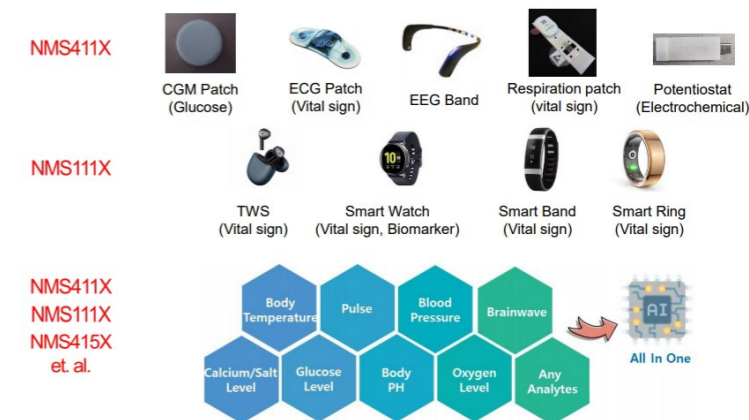 NMS411X
CGM Patch
(Glucose)
ECG Patch
(Vital sign)
EEG Band
Respiration patch
(vital sign)
Potentiostat
(Electrochemical)
NMS111X
10
TWS
(Vital sign)
Smart Watch
(Vital sign, Biomarker)
Smart Band
(Vital sign)
Smart Ring
(Vital sign)
NMS411X
NMS111X
NMS415X
et. al.
Body
Temperature
Pulse
Blood
Pressure
Brainwave
Calcium/Salt
Level
Glucose
Level
Body
PH
Oxygen
Level
Any
Analytes
AI
All In One